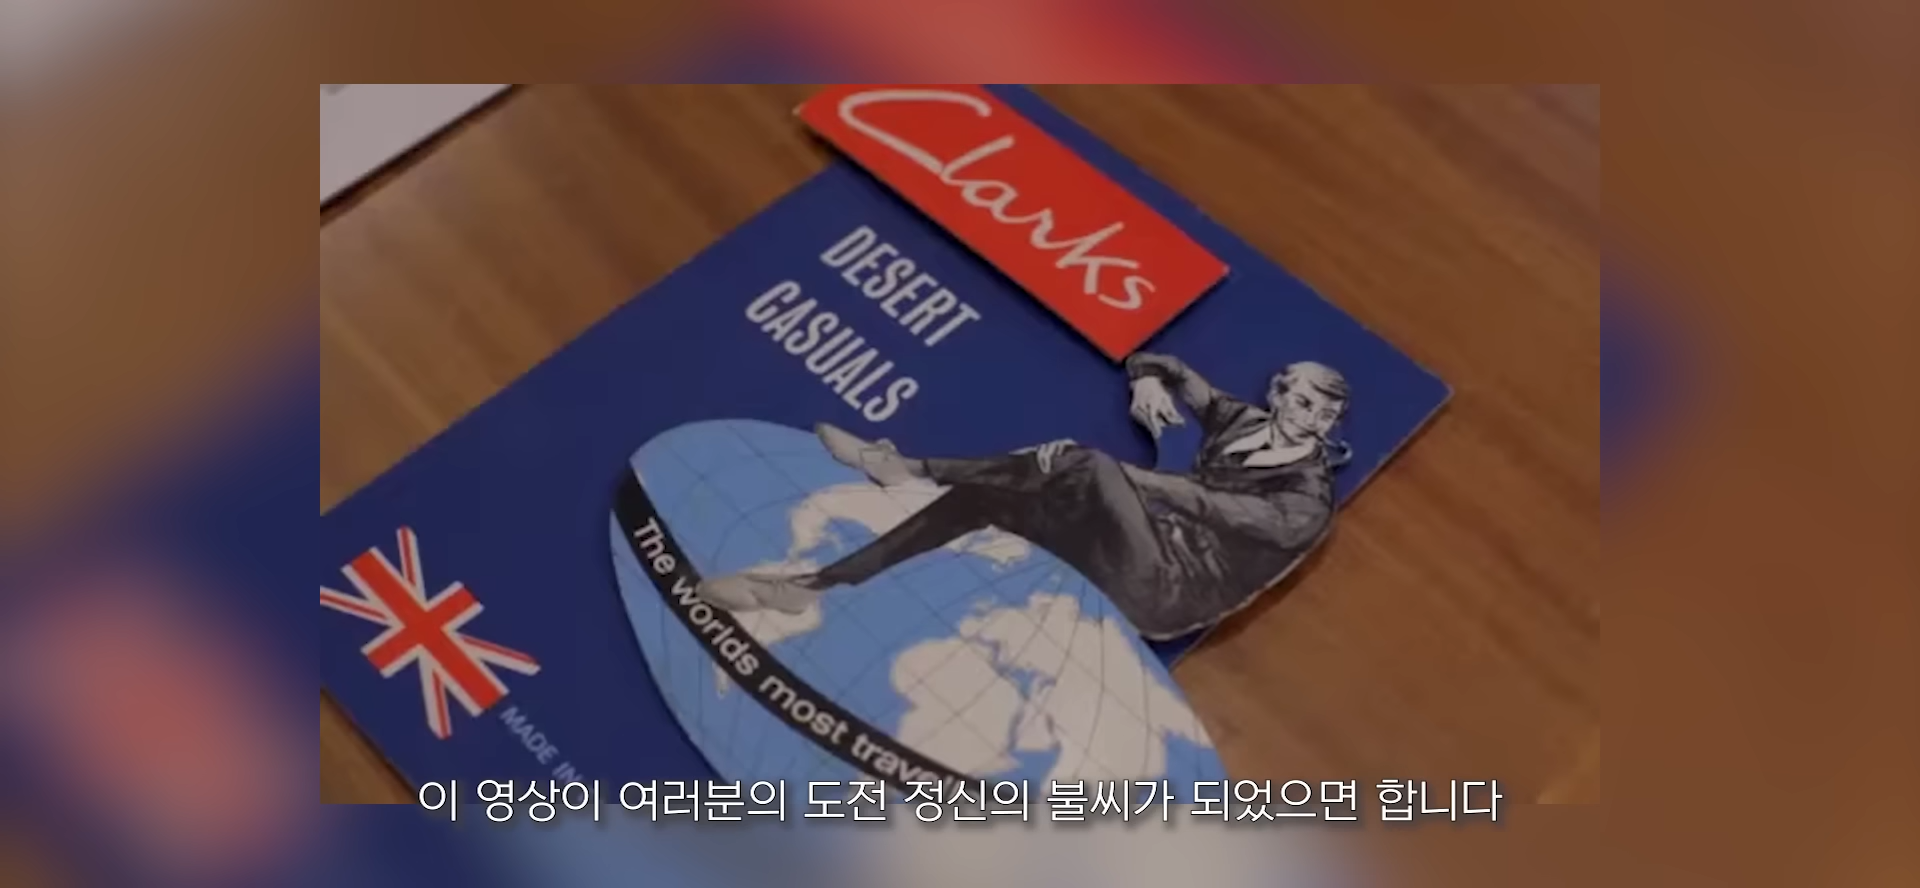 Clarks
DESERT
CASUALS
The worlds most
MADE IN
이 영상이 여러분의 도전 정신의 불씨가 되었으면 합니다